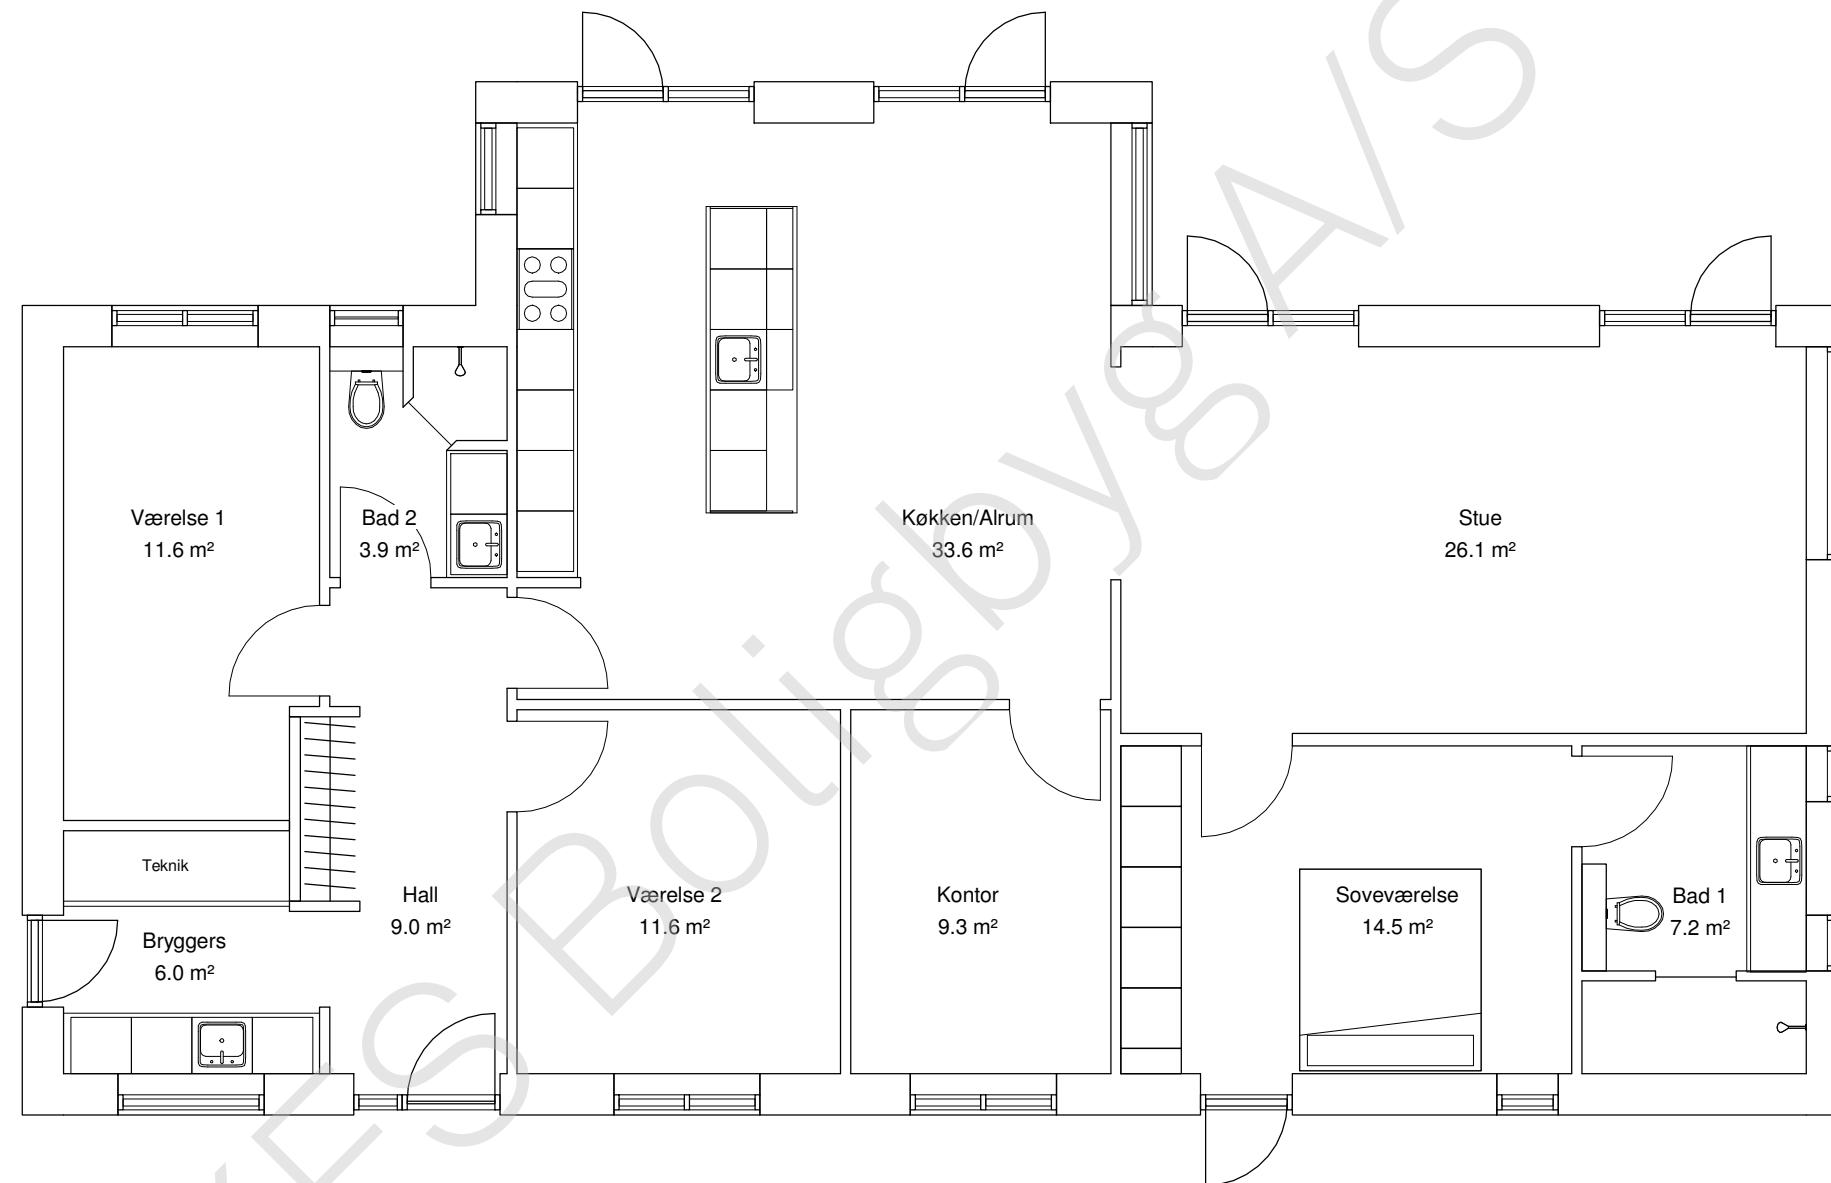 Værelse 1
11.6 m²
Bad 2
3.9 m²
Køkken/Alrum
33.6 m²
Stue
26.1 m²
Teknik
Hall
9.0 m²
Bryggers
6.0 m²
Værelse 2
11.6 m²
Kontor
9.3 m²
Soveværelse
14.5 m²
Bad 1
7.2 m²
Boligbyg A/S